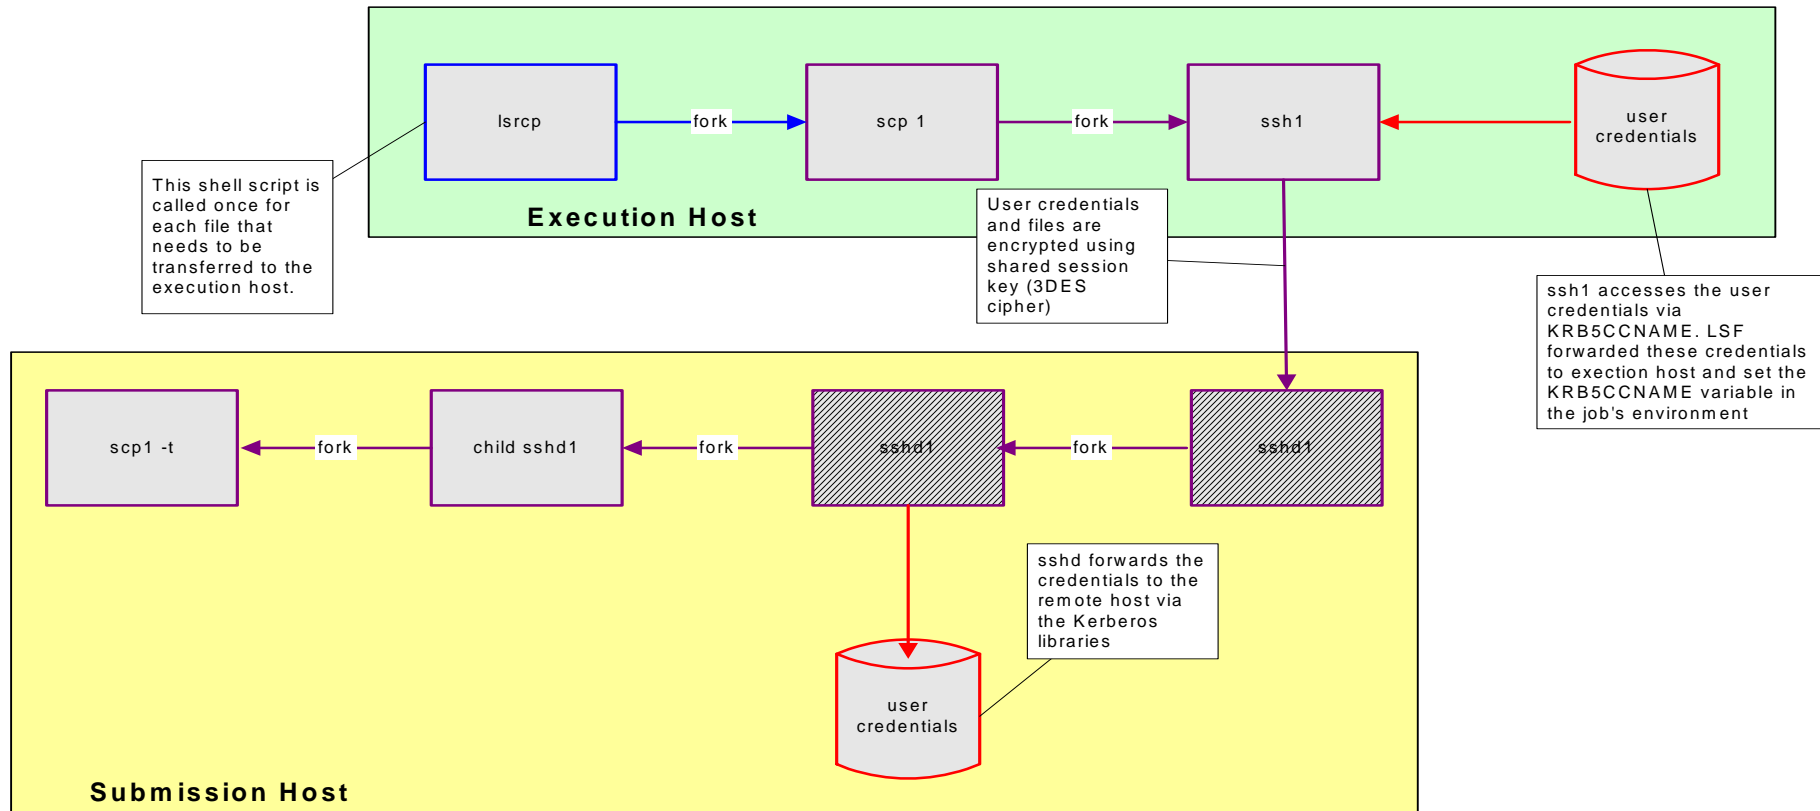 lsrcp
fork
scp 1
fork
ssh1
user
credentials
This shell script is
called once for
each file that
needs to be
transferred to the
execution host.
Execution Host
User credentials
and files are
encrypted using
shared session
key (3DES
cipher)
ssh1 accesses the user
credentials via
KRB5CCNAME. LSF
forwarded these credentials
to exection host and set the
KRB5CCNAME variable in
the job's environment
scp1 -t
fork
child sshd1
fork
sshd1
fork
sshd1
sshd forwards the
credentials to the
remote host via
the Kerberos
libraries
user
credentials
Submission Host